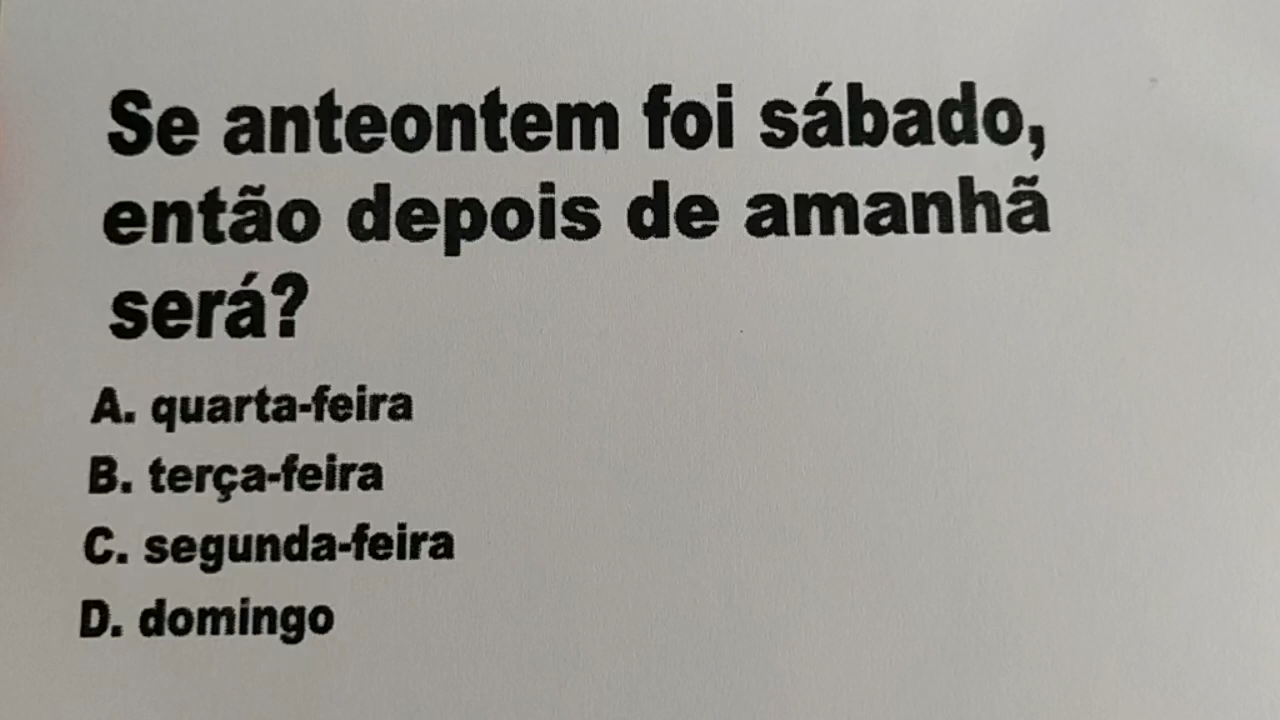 Se anteontem foi sábado,
então depois de amanhã
será?
A. quarta-feira
B. terça-feira
C. segunda-feira
D. domingo